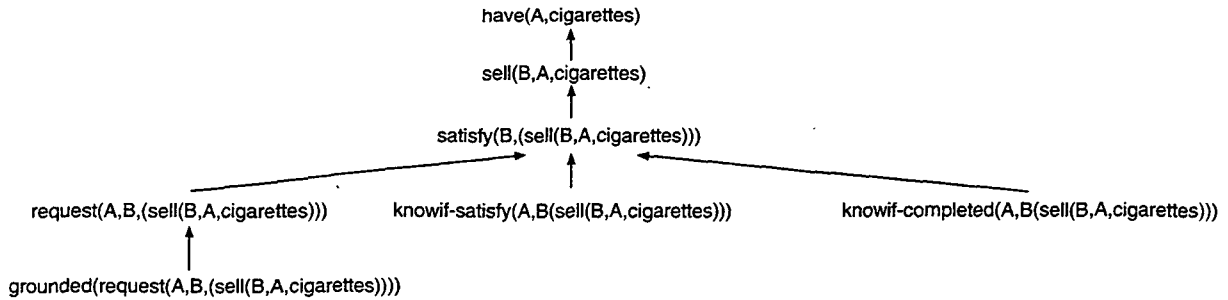 have(A,cigarettes)
sell(B,A,cigarettes)
satisfy(B,(sell(B,A,cigarettes)))
request(A,B,(sell(B,A,cigarettes))) knowif-satisfy(A,B(sell(B,A,cigarettes))) knowif-completed(A,B(sell(B,A,cigarettes)))
grounded(request(A,B,(sell(B,A,cigarettes))))